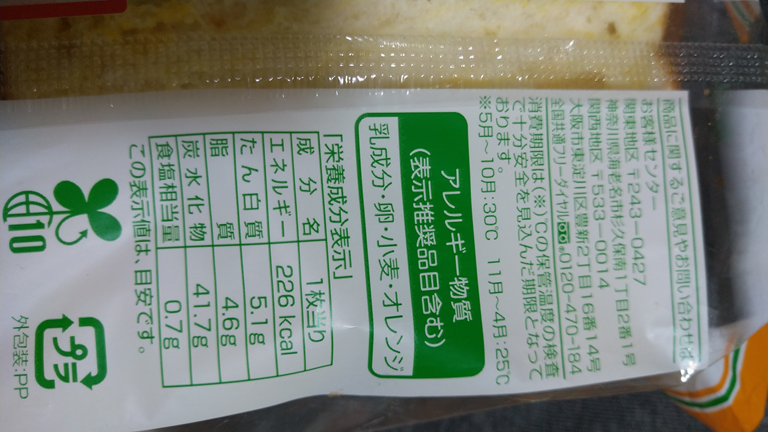 商品に関するご意見やお問い合わせは
お客様センター
関東地区 〒243-0427
神奈川県海老名市杉久保南1丁目2番1号
関西地区 〒533-0014
大阪市東淀川区豊新2丁目16番14号
全国共通フリーダイヤル 0120-470-184
消費期限は(※)℃の保管温度の検査
で十分安全を見込んだ期限となって
おります。
※5月～10月:30℃ 11月～4月:25℃
アレルギー物質
(表示推奨品目含む)
乳成分・卵・小麦・オレンジ
「栄養成分表示」
成分名 1枚当り
エネルギー 226 kcal
たん白質 5.1g
脂質 4.6g
炭水化物 41.7g
食塩相当量 0.7g
この表示値は、目安です。
10
プラ
外包装:PP